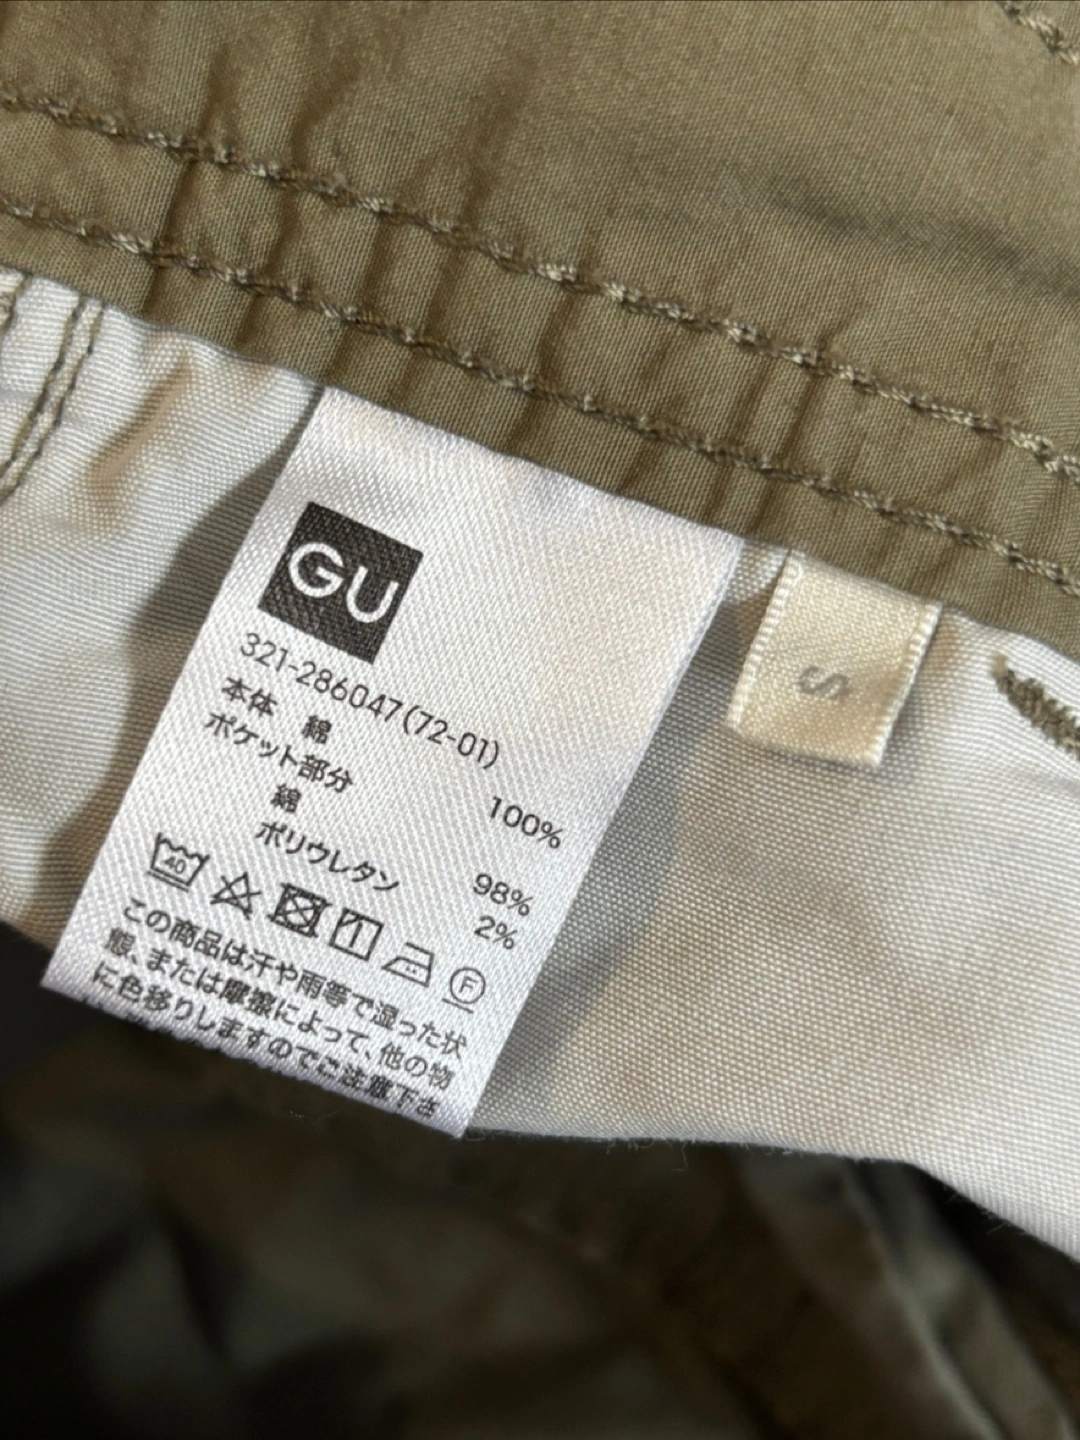 GU
321-286047(72-01)
本体 綿 100%
ポケット部分
綿 98%
ポリウレタン 2%
40
F
この商品は汗や雨等で湿った状
態、または摩擦によって、他の物
に色移りしますのでご注意下さ
S